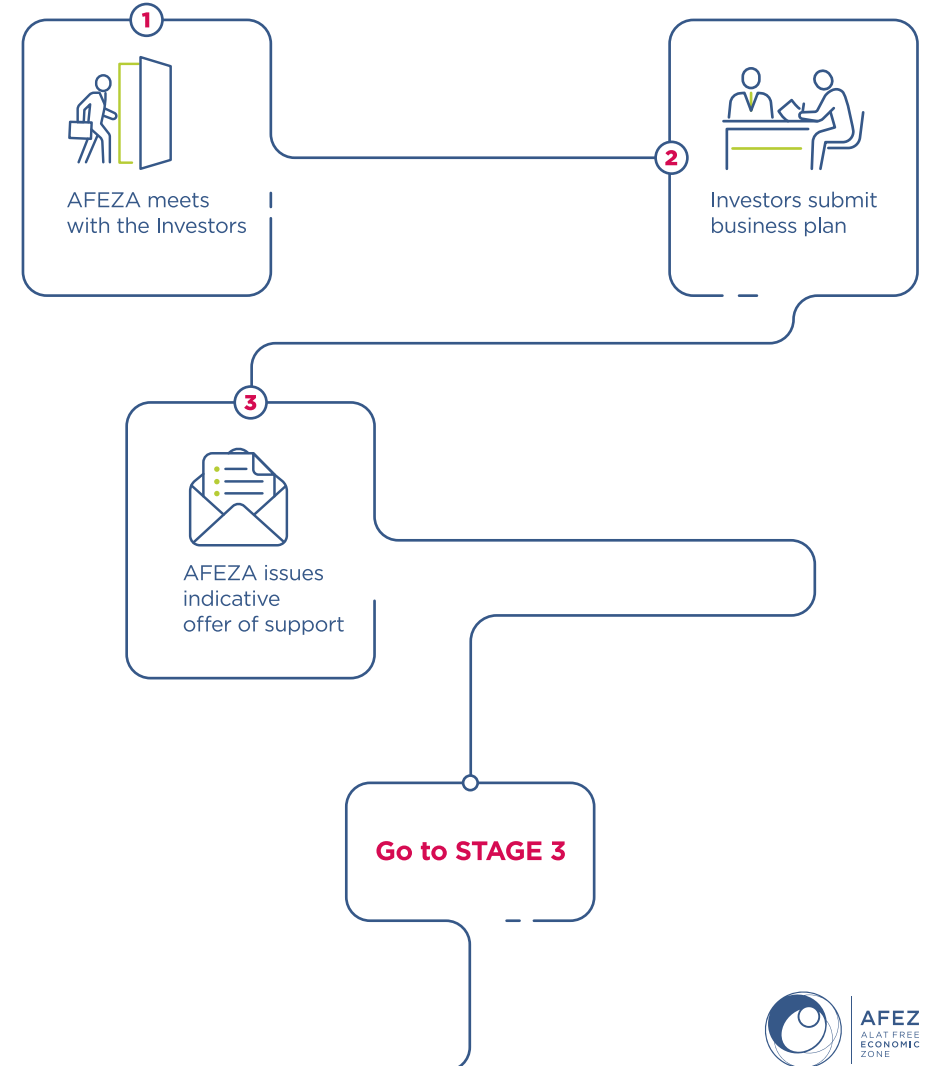 1
AFEZA meets
with the Investors
2
Investors submit
business plan
3
AFEZA issues
indicative
offer of support
Go to STAGE 3
AFEZ
ALAT FREE
ECONOMIC
ZONE